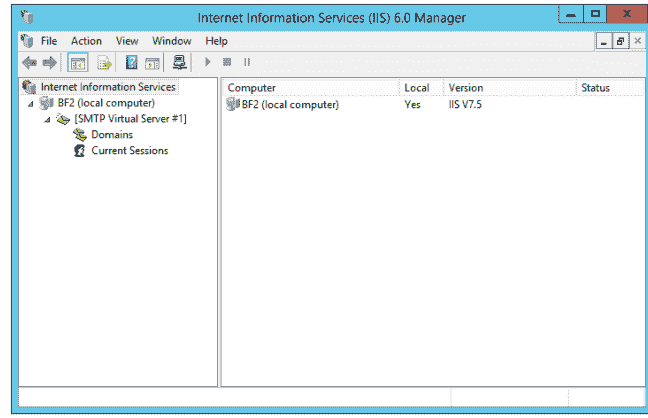 Internet Information Services (IIS) 6.0 Manager
File Action View Window Help
Internet Information Services
BF2 (local computer)
[SMTP Virtual Server #1]
Domains
Current Sessions
Computer Local Version Status
BF2 (local computer) Yes IIS V7.5